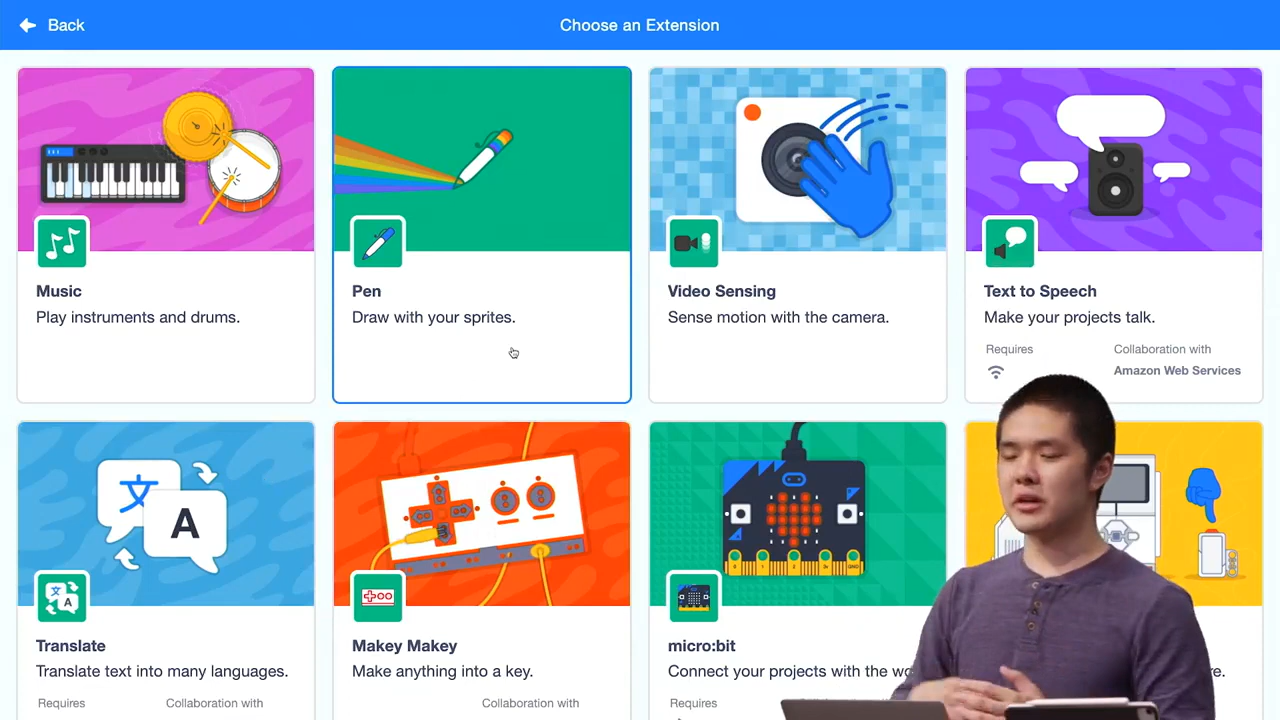 Back
Choose an Extension
Music
Play instruments and drums.
Pen
Draw with your sprites.
Video Sensing
Sense motion with the camera.
Text to Speech
Make your projects talk.
Requires
Collaboration with
Amazon Web Services
文
A
Translate
Translate text into many languages.
Requires
Collaboration with
Makey Makey
Make anything into a key.
Collaboration with
micro:bit
Connect your projects with the
Requires